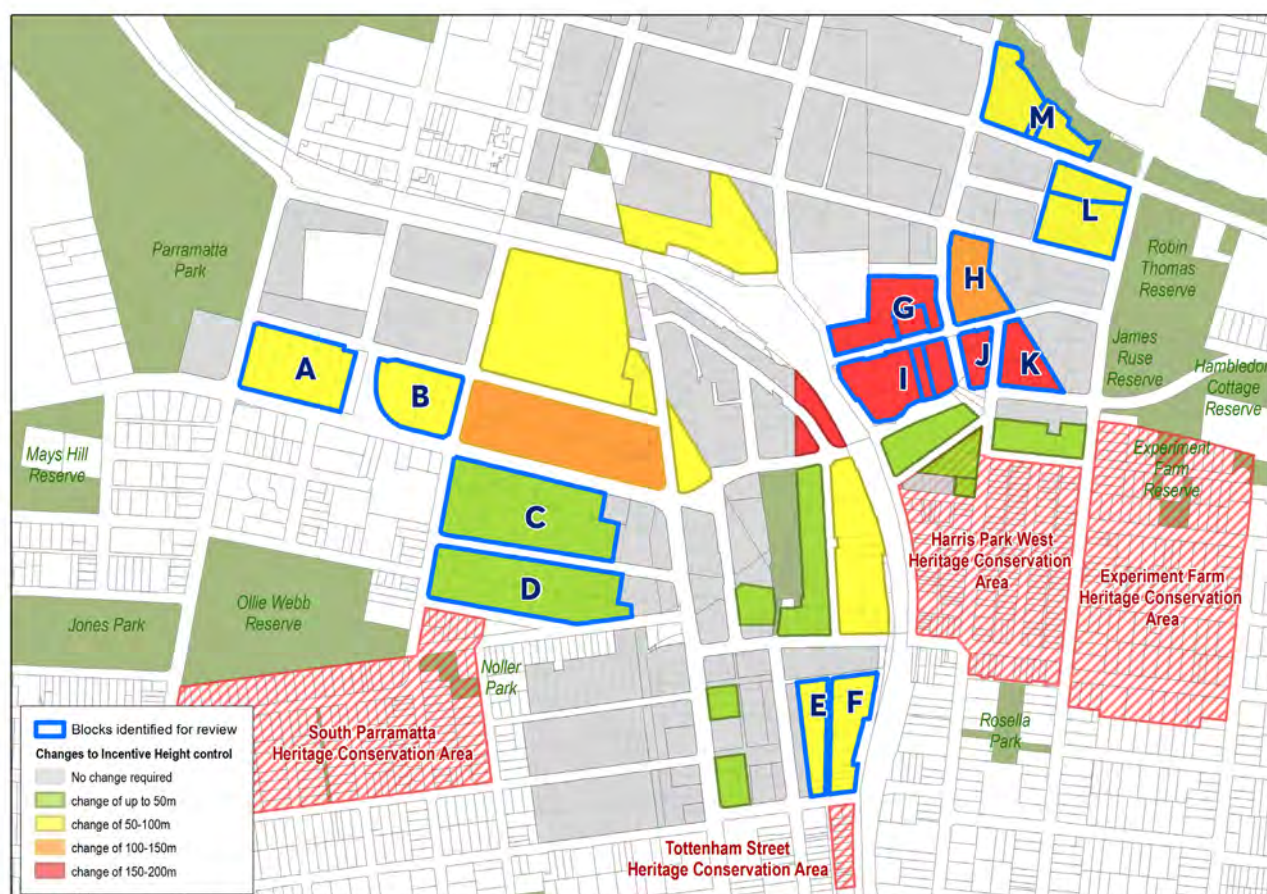 M
L
Parramatta
Park
Robin
Thomas
Reserve
H
G
James
Ruse
Reserve
Hambledon
Cottage
Reserve
A
B
I
J
K
Mays Hill
Reserve
Experiment
Farm
Reserve
C
Harris Park West
Heritage Conservation
Area
Experiment Farm
Heritage Conservation
Area
D
Ollie Webb
Reserve
Jones Park
Noller
Park
E
F
Rosella
Park
South Parramatta
Heritage Conservation Area
Tottenham Street
Heritage Conservation Area
Blocks identified for review
Changes to Incentive Height control
No change required
change of up to 50m
change of 50-100m
change of 100-150m
change of 150-200m